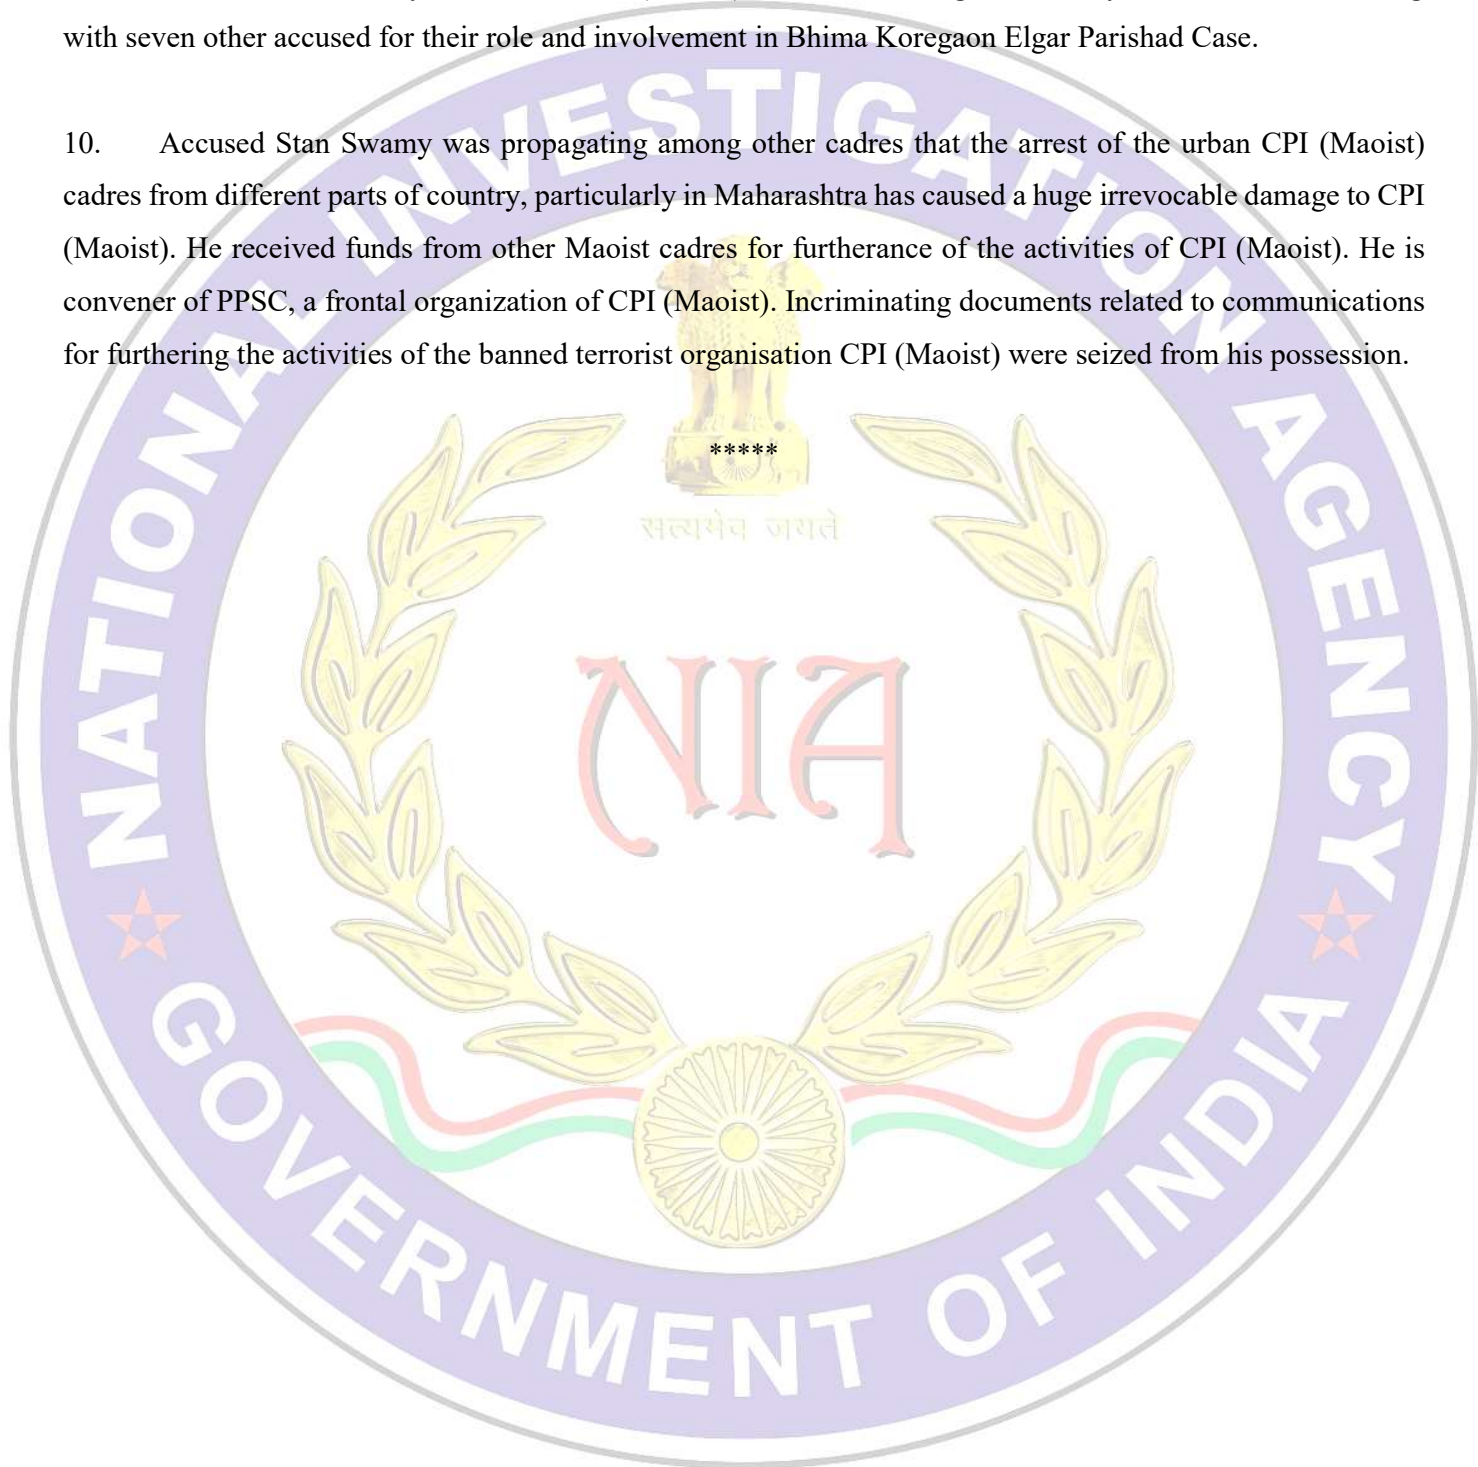 with seven other accused for their role and involvement in Bhima Koregaon Elgar Parishad Case.
10. Accused Stan Swamy was propagating among other cadres that the arrest of the urban CPI (Maoist)
cadres from different parts of country, particularly in Maharashtra has caused a huge irrevocable damage to CPI
(Maoist). He received funds from other Maoist cadres for furtherance of the activities of CPI (Maoist). He is
convener of PPSC, a frontal organization of CPI (Maoist). Incriminating documents related to communications
for furthering the activities of the banned terrorist organisation CPI (Maoist) were seized from his possession.
*****
NATIONAL INVESTIGATION AGENCY
सत्यमेव जयते
NIA
GOVERNMENT OF INDIA